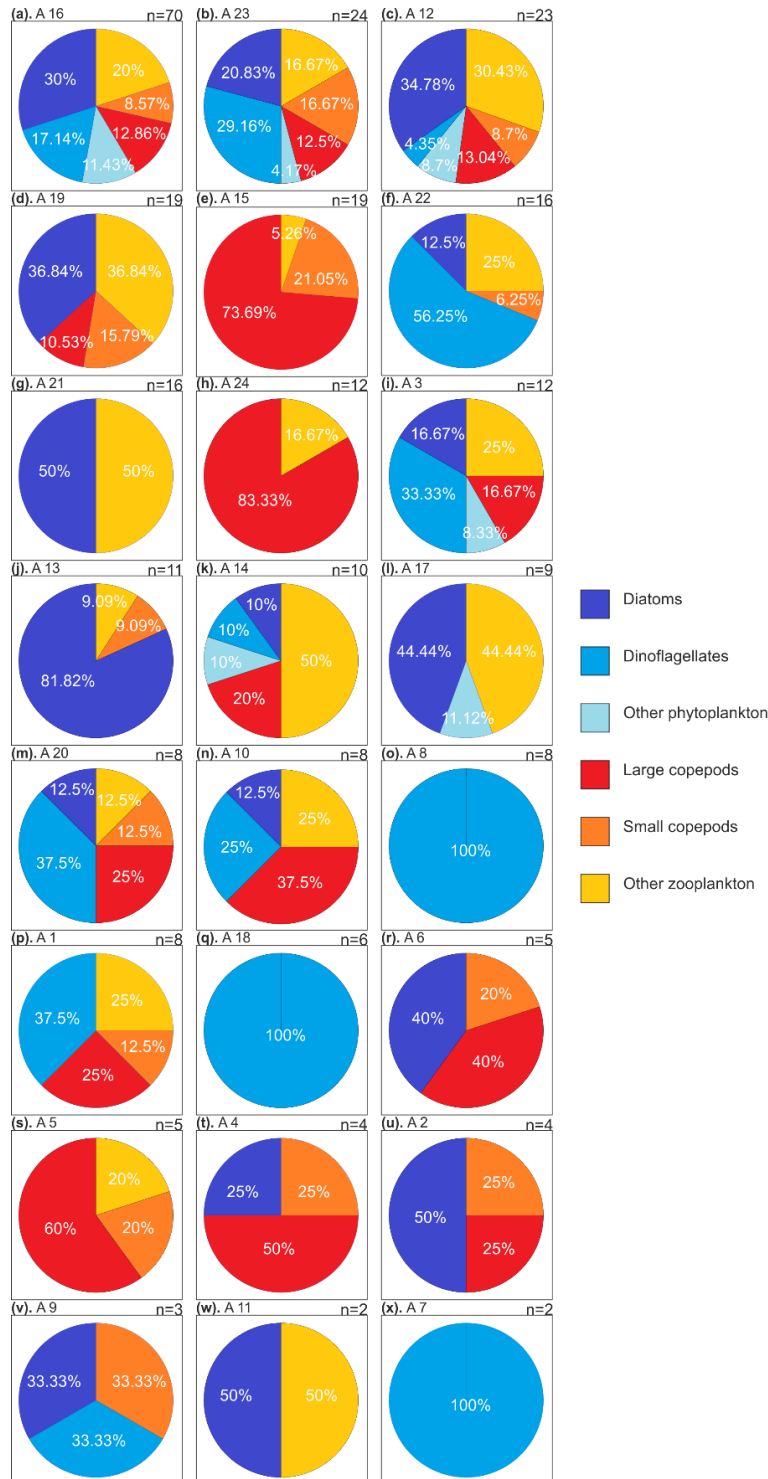 (a). A 16 n=70
30%
20%
8.57%
12.86%
11.43%
17.14%
(b). A 23 n=24
20.83%
16.67%
16.67%
12.5%
4.17%
29.16%
(c). A 12 n=23
34.78%
30.43%
8.7%
13.04%
8.7%
4.35%
(d). A 19 n=19
36.84%
36.84%
15.79%
10.53%
(e). A 15 n=19
5.26%
21.05%
73.69%
(f). A 22 n=16
12.5%
25%
6.25%
56.25%
(g). A 21 n=16
50%
50%
(h). A 24 n=12
16.67%
83.33%
(i). A 3 n=12
16.67%
25%
16.67%
8.33%
33.33%
(j). A 13 n=11
9.09%
9.09%
81.82%
(k). A 14 n=10
10%
50%
20%
10%
10%
(l). A 17 n=9
44.44%
44.44%
11.12%
(m). A 20 n=8
12.5%
12.5%
12.5%
25%
37.5%
(n). A 10 n=8
12.5%
25%
37.5%
25%
(o). A 8 n=8
100%
(p). A 1 n=8
37.5%
25%
12.5%
25%
(q). A 18 n=6
100%
(r). A 6 n=5
40%
20%
40%
(s). A 5 n=5
20%
20%
60%
(t). A 4 n=4
25%
25%
50%
(u). A 2 n=4
50%
25%
25%
(v). A 9 n=3
33.33%
33.33%
33.33%
(w). A 11 n=2
50%
50%
(x). A 7 n=2
100%
Diatoms
Dinoflagellates
Other phytoplankton
Large copepods
Small copepods
Other zooplankton